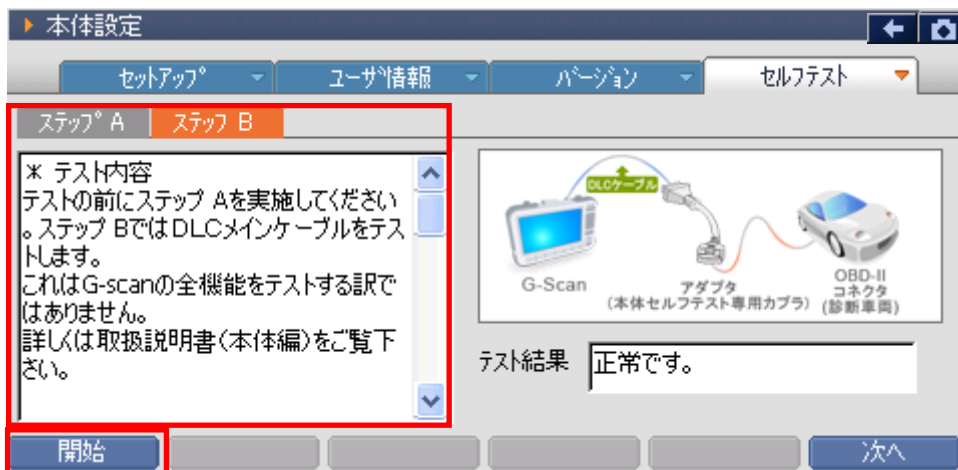 本体設定
セットアップ
ユーザ情報
バージョン
セルフテスト
ステップ A
ステップ B
* テスト内容
テストの前にステップ Aを実施してください
。ステップ BではDLCメインケーブルをテス
トします。
これはG-scanの全機能をテストする訳で
はありません。
詳しくは取扱説明書(本体編)をご覧下
さい。
DLCケーブル
G-Scan
アダプタ
(本体セルフテスト専用カプラ)
OBD-II
コネクタ
(診断車両)
テスト結果
正常です。
開始
次へ